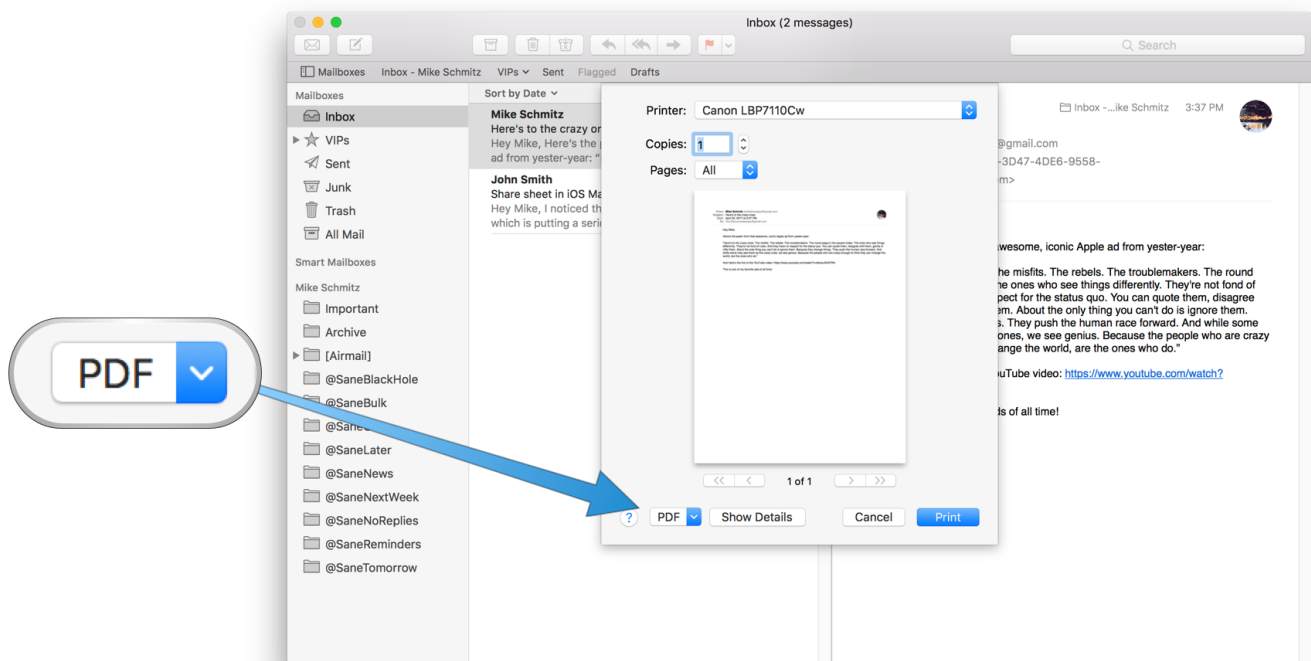 Inbox (2 messages)
Search
Mailboxes Inbox - Mike Schmitz VIPs Sent Flagged Drafts
Mailboxes
Inbox
VIPs
Sent
Junk
Trash
All Mail
Smart Mailboxes
Mike Schmitz
Important
Archive
[Airmail]
@SaneBlackHole
@SaneBulk
@SaneLater
@SaneNews
@SaneNextWeek
@SaneNoReplies
@SaneReminders
@SaneTomorrow
Sort by Date
Mike Schmitz
Here's to the crazy or
Hey Mike, Here's the
ad from yester-year: "
John Smith
Share sheet in iOS Ma
Hey Mike, I noticed th
which is putting a seri
Printer: Canon LBP7110Cw
Copies: 1
Pages: All
1 of 1
? PDF Show Details Cancel Print
PDF
Inbox -...ike Schmitz 3:37 PM
@gmail.com
-3D47-4DE6-9558-
m>
wesome, iconic Apple ad from yester-year:
he misfits. The rebels. The troublemakers. The round
he ones who see things differently. They're not fond of
pect for the status quo. You can quote them, disagree
em. About the only thing you can't do is ignore them.
s. They push the human race forward. And while some
ones, we see genius. Because the people who are crazy
ange the world, are the ones who do."
uTube video: https://www.youtube.com/watch?
ds of all time!